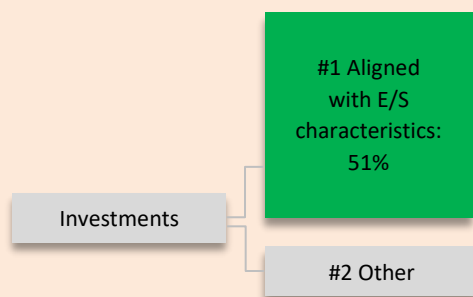 #1 Aligned
with E/S
characteristics:
51%
Investments
#2 Other